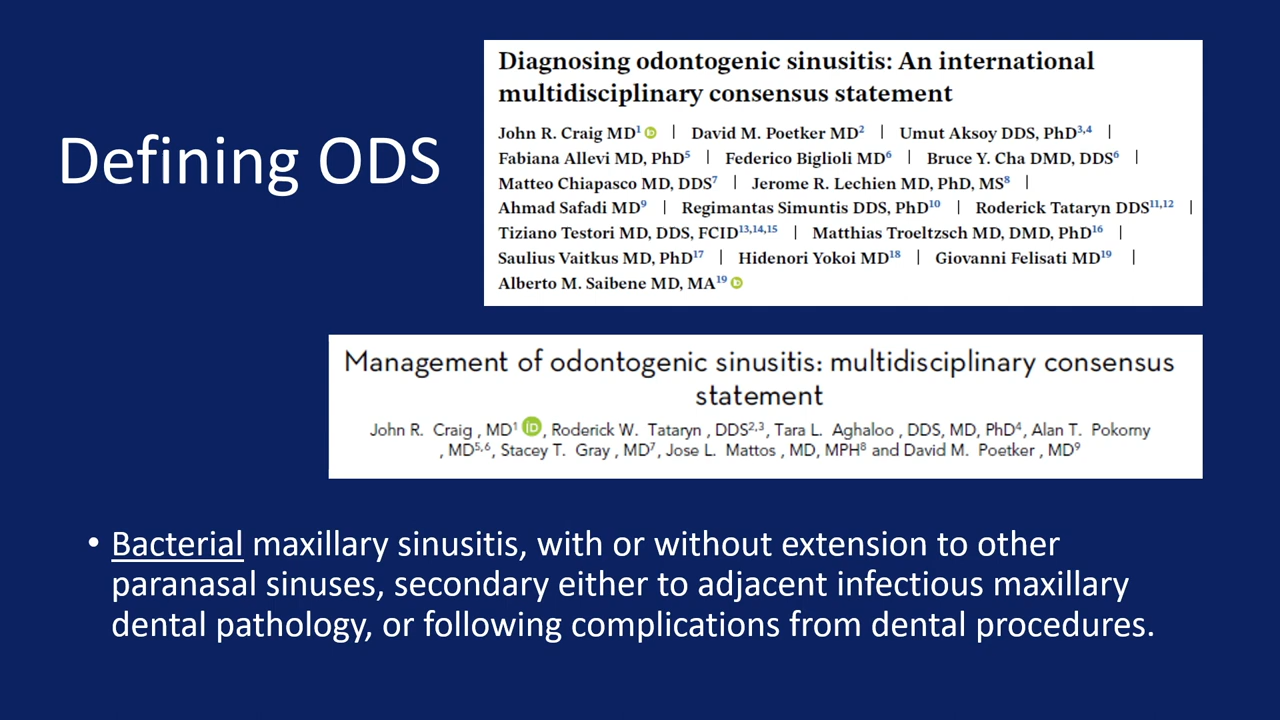 Defining ODS
Diagnosing odontogenic sinusitis: An international
multidisciplinary consensus statement
John R. Craig MD1 iD | David M. Poetker MD2 | Umut Aksoy DDS, PhD3,4 |
Fabiana Allevi MD, PhD5 | Federico Biglioli MD6 | Bruce Y. Cha DMD, DDS6 |
Matteo Chiapasco MD, DDS7 | Jerome R. Lechien MD, PhD, MS8 |
Ahmad Safadi MD9 | Regimantas Simuntis DDS, PhD10 | Roderick Tataryn DDS11,12 |
Tiziano Testori MD, DDS, FCID13,14,15 | Matthias Troeltzsch MD, DMD, PhD16 |
Saulius Vaitkus MD, PhD17 | Hidenori Yokoi MD18 | Giovanni Felisati MD19 |
Alberto M. Saibene MD, MA19 iD
Management of odontogenic sinusitis: multidisciplinary consensus
statement
John R. Craig , MD1 iD , Roderick W. Tataryn , DDS2,3, Tara L. Aghaloo , DDS, MD, PhD4, Alan T. Pokorny
, MD5,6, Stacey T. Gray , MD7, Jose L. Mattos , MD, MPH8 and David M. Poetker , MD9
• Bacterial maxillary sinusitis, with or without extension to other
paranasal sinuses, secondary either to adjacent infectious maxillary
dental pathology, or following complications from dental procedures.